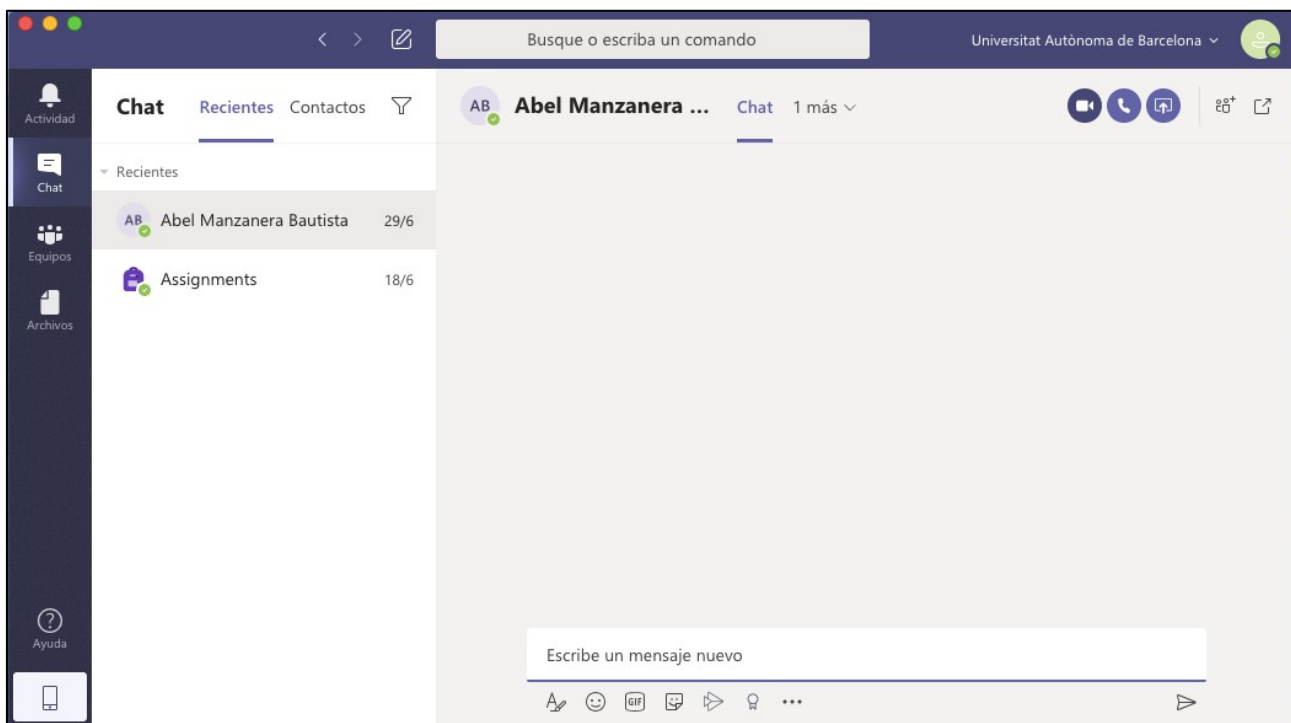 Busque o escriba un comando
Universitat Autònoma de Barcelona
Actividad
Chat
Equipos
Archivos
Ayuda
Chat Recientes Contactos
Recientes
AB Abel Manzanera Bautista 29/6
Assignments 18/6
AB Abel Manzanera ... Chat 1 más
Escribe un mensaje nuevo
GIF